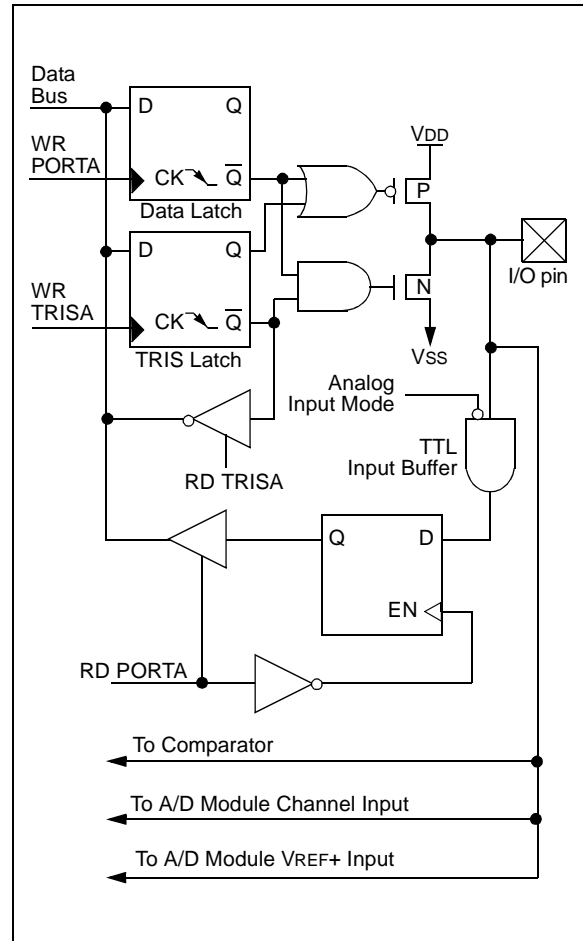 Data
Bus
D
Q
WR
PORTA
CK
Q
Data Latch
VDD
P
D
Q
I/O pin
WR
TRISA
CK
Q
TRIS Latch
N
VSS
Analog
Input Mode
TTL
Input Buffer
RD TRISA
Q
D
EN
RD PORTA
To Comparator
To A/D Module Channel Input
To A/D Module VREF+ Input